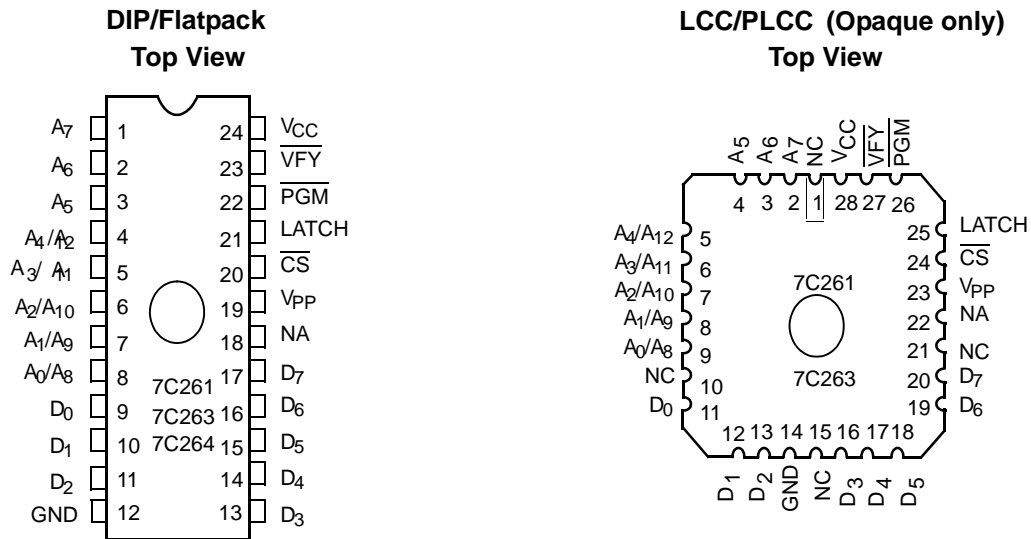 DIP/Flatpack
Top View
A7 1 24 VCC
A6 2 23 VFY
A5 3 22 PGM
A4/A12 4 21 LATCH
A3/ A11 5 20 CS
A2/A10 6 19 VPP
A1/A9 7 18 NA
A0/A8 8 17 D7
D0 9 16 D6
D1 10 15 D5
D2 11 14 D4
GND 12 13 D3
7C261
7C263
7C264
LCC/PLCC (Opaque only)
Top View
A5 A6 A7 NC VCC VFY PGM
4 3 2 1 28 27 26
A4/A12 5 25 LATCH
A3/A11 6 24 CS
A2/A10 7 23 VPP
A1/A9 8 22 NA
A0/A8 9 21 NC
NC 10 20 D7
D0 11 19 D6
7C261
7C263
12 13 14 15 16 17 18
D1 D2 GND NC D3 D4 D5